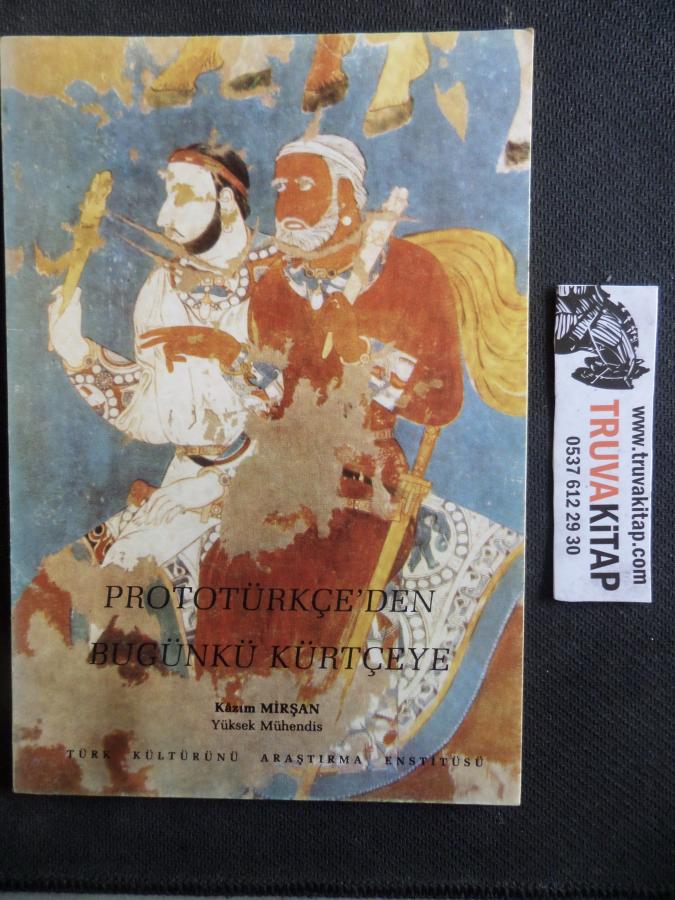 PROTOTÜRKÇE'DEN
BUGÜNKÜ KÜRTÇEYE
Kâzım MİRŞAN
Yüksek Mühendis
TÜRK KÜLTÜRÜNÜ ARAŞTIRMA ENSTİTÜSÜ
www.truvakitap.com
TRUVAKİTAP
0537 612 29 30